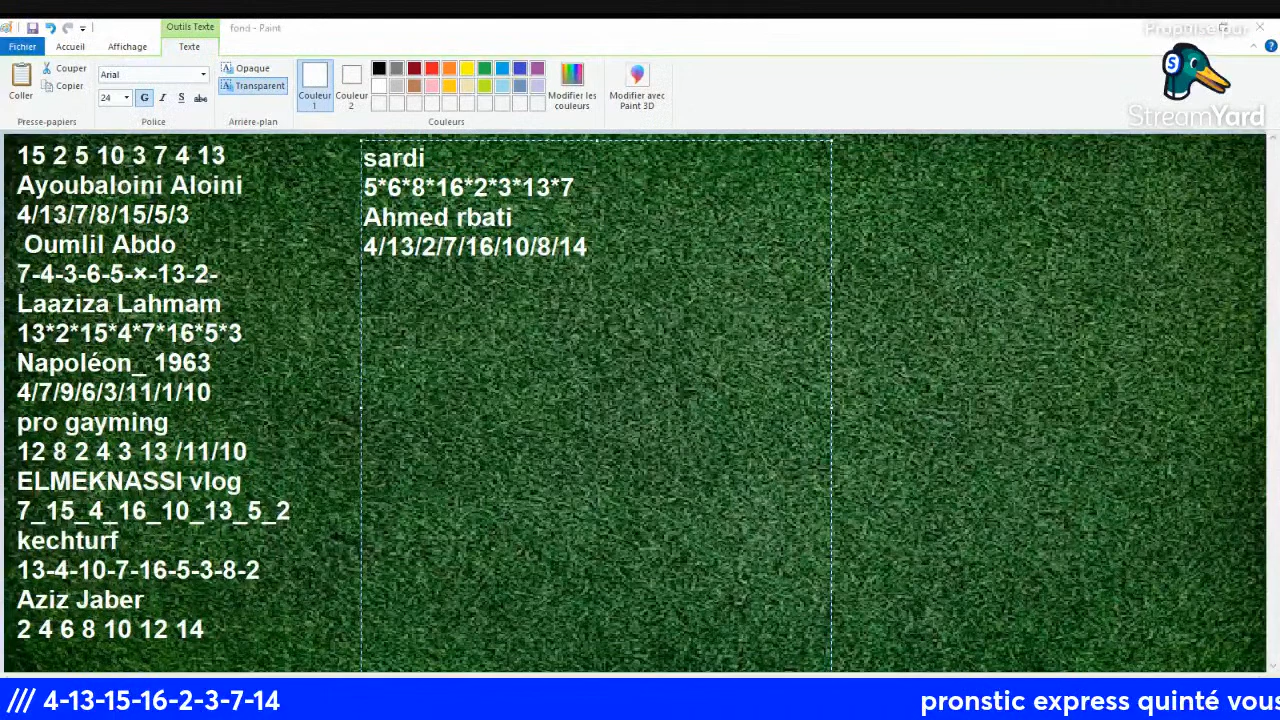 Outils Texte
fond - Paint
Propulsé par
Fichier
Accueil
Affichage
Texte
Coller
Couper
Copier
Presse-papiers
Arial
24
G I S abc
Police
Opaque
Transparent
Arrière-plan
Couleur 1
Couleur 2
Modifier les couleurs
Couleurs
Modifier avec Paint 3D
S
StreamYard
15 2 5 10 3 7 4 13
Ayoubaloini Aloini
4/13/7/8/15/5/3
Oumlil Abdo
7-4-3-6-5-×-13-2-
Laaziza Lahmam
13*2*15*4*7*16*5*3
Napoléon_ 1963
4/7/9/6/3/11/1/10
pro gayming
12 8 2 4 3 13 /11/10
ELMEKNASSI vlog
7_15_4_16_10_13_5_2
kechturf
13-4-10-7-16-5-3-8-2
Aziz Jaber
2 4 6 8 10 12 14
sardi
5*6*8*16*2*3*13*7
Ahmed rbati
4/13/2/7/16/10/8/14
/// 4-13-15-16-2-3-7-14
pronstic express quinté vous